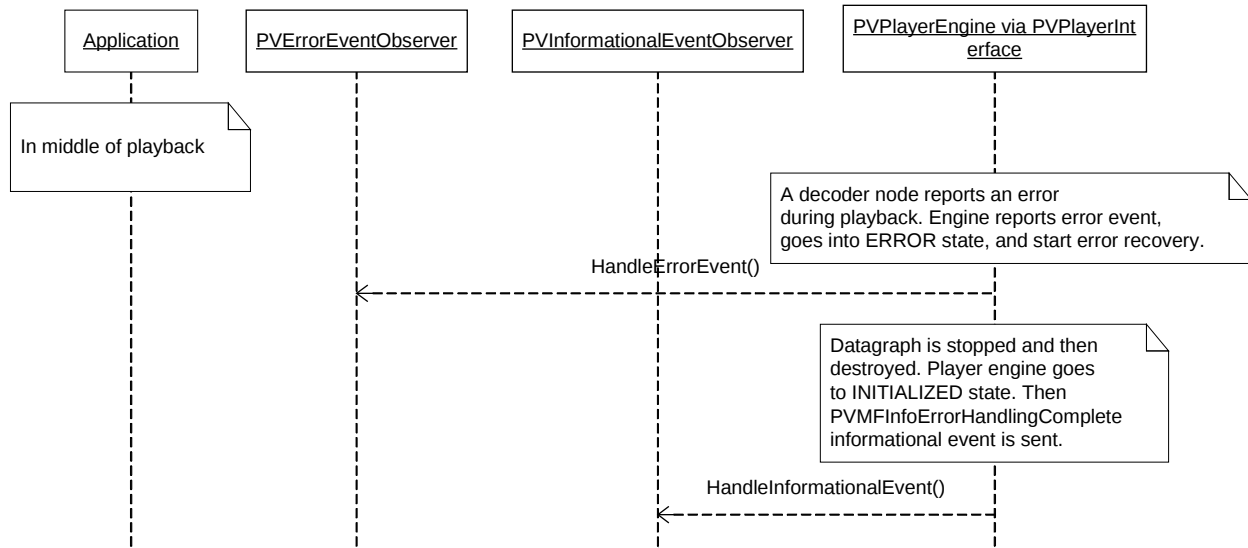 Application
PVErrorEventObserver
PVInformationalEventObserver
PVPlayerEngine via PVPlayerInt
erface
In middle of playback
A decoder node reports an error
during playback. Engine reports error event,
goes into ERROR state, and start error recovery.
HandleErrorEvent()
Datagraph is stopped and then
destroyed. Player engine goes
to INITIALIZED state. Then
PVMFInfoErrorHandlingComplete
informational event is sent.
HandleInformationalEvent()